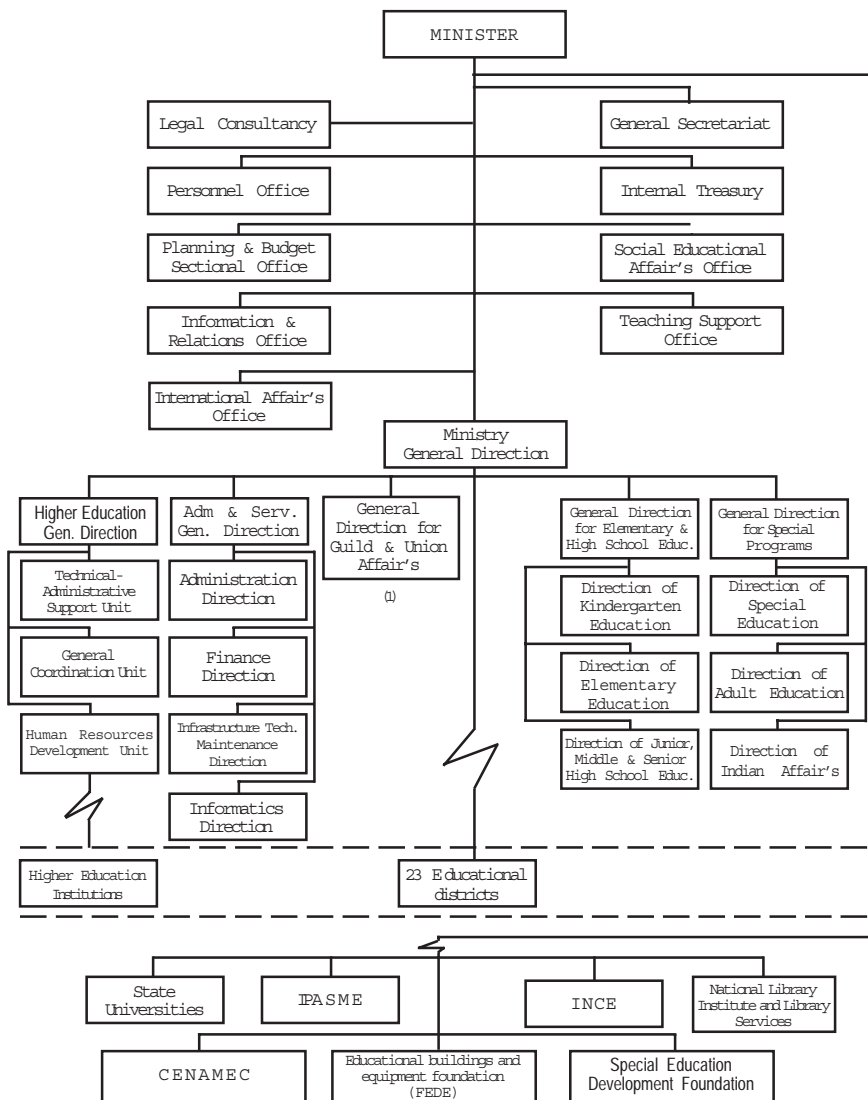 MINISTER
Legal Consultancy
General Secretariat
Personnel Office
Internal Treasury
Planning & Budget
Sectional Office
Social Educational
Affair's Office
Information &
Relations Office
Teaching Support
Office
International Affair's
Office
Ministry
General Direction
Higher Education
Gen. Direction
Adm & Serv.
Gen. Direction
General
Direction for
Guild & Union
Affair's
(1)
General Direction
for Elementary &
High School Educ.
General Direction
for Special
Programs
Technical-
Administrative
Support Unit
Administration
Direction
Direction of
Kindergarten
Education
Direction of
Special
Education
General
Coordination Unit
Finance
Direction
Direction of
Elementary
Education
Direction of
Adult Education
Human Resources
Development Unit
Infrastructure Tech.
Maintenance
Direction
Direction of Junior,
Middle & Senior
High School Educ.
Direction of
Indian Affair's
Informatics
Direction
Higher Education
Institutions
23 Educational
districts
State
Universities
IPASME
INCE
National Library
Institute and Library
Services
CENAMEC
Educational buildings and
equipment foundation
(FEDE)
Special Education
Development Foundation